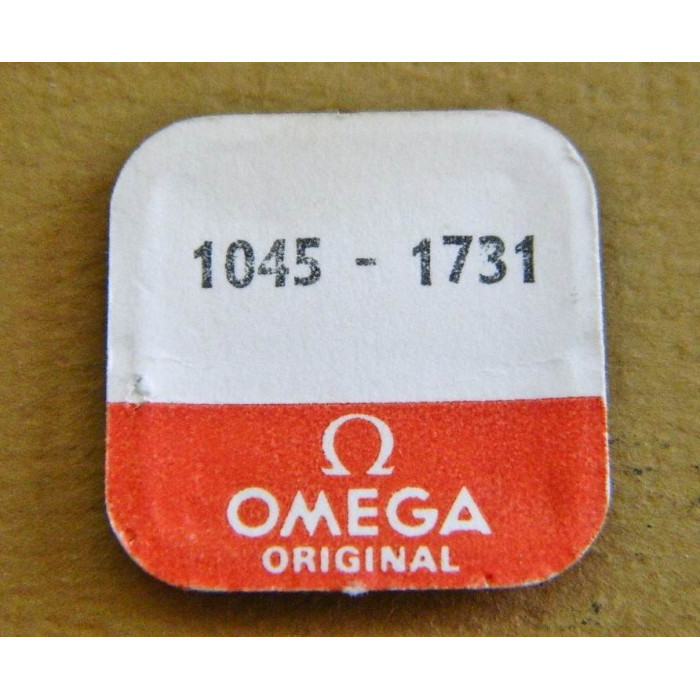 1045 - 1731
Ω
OMEGA
ORIGINAL